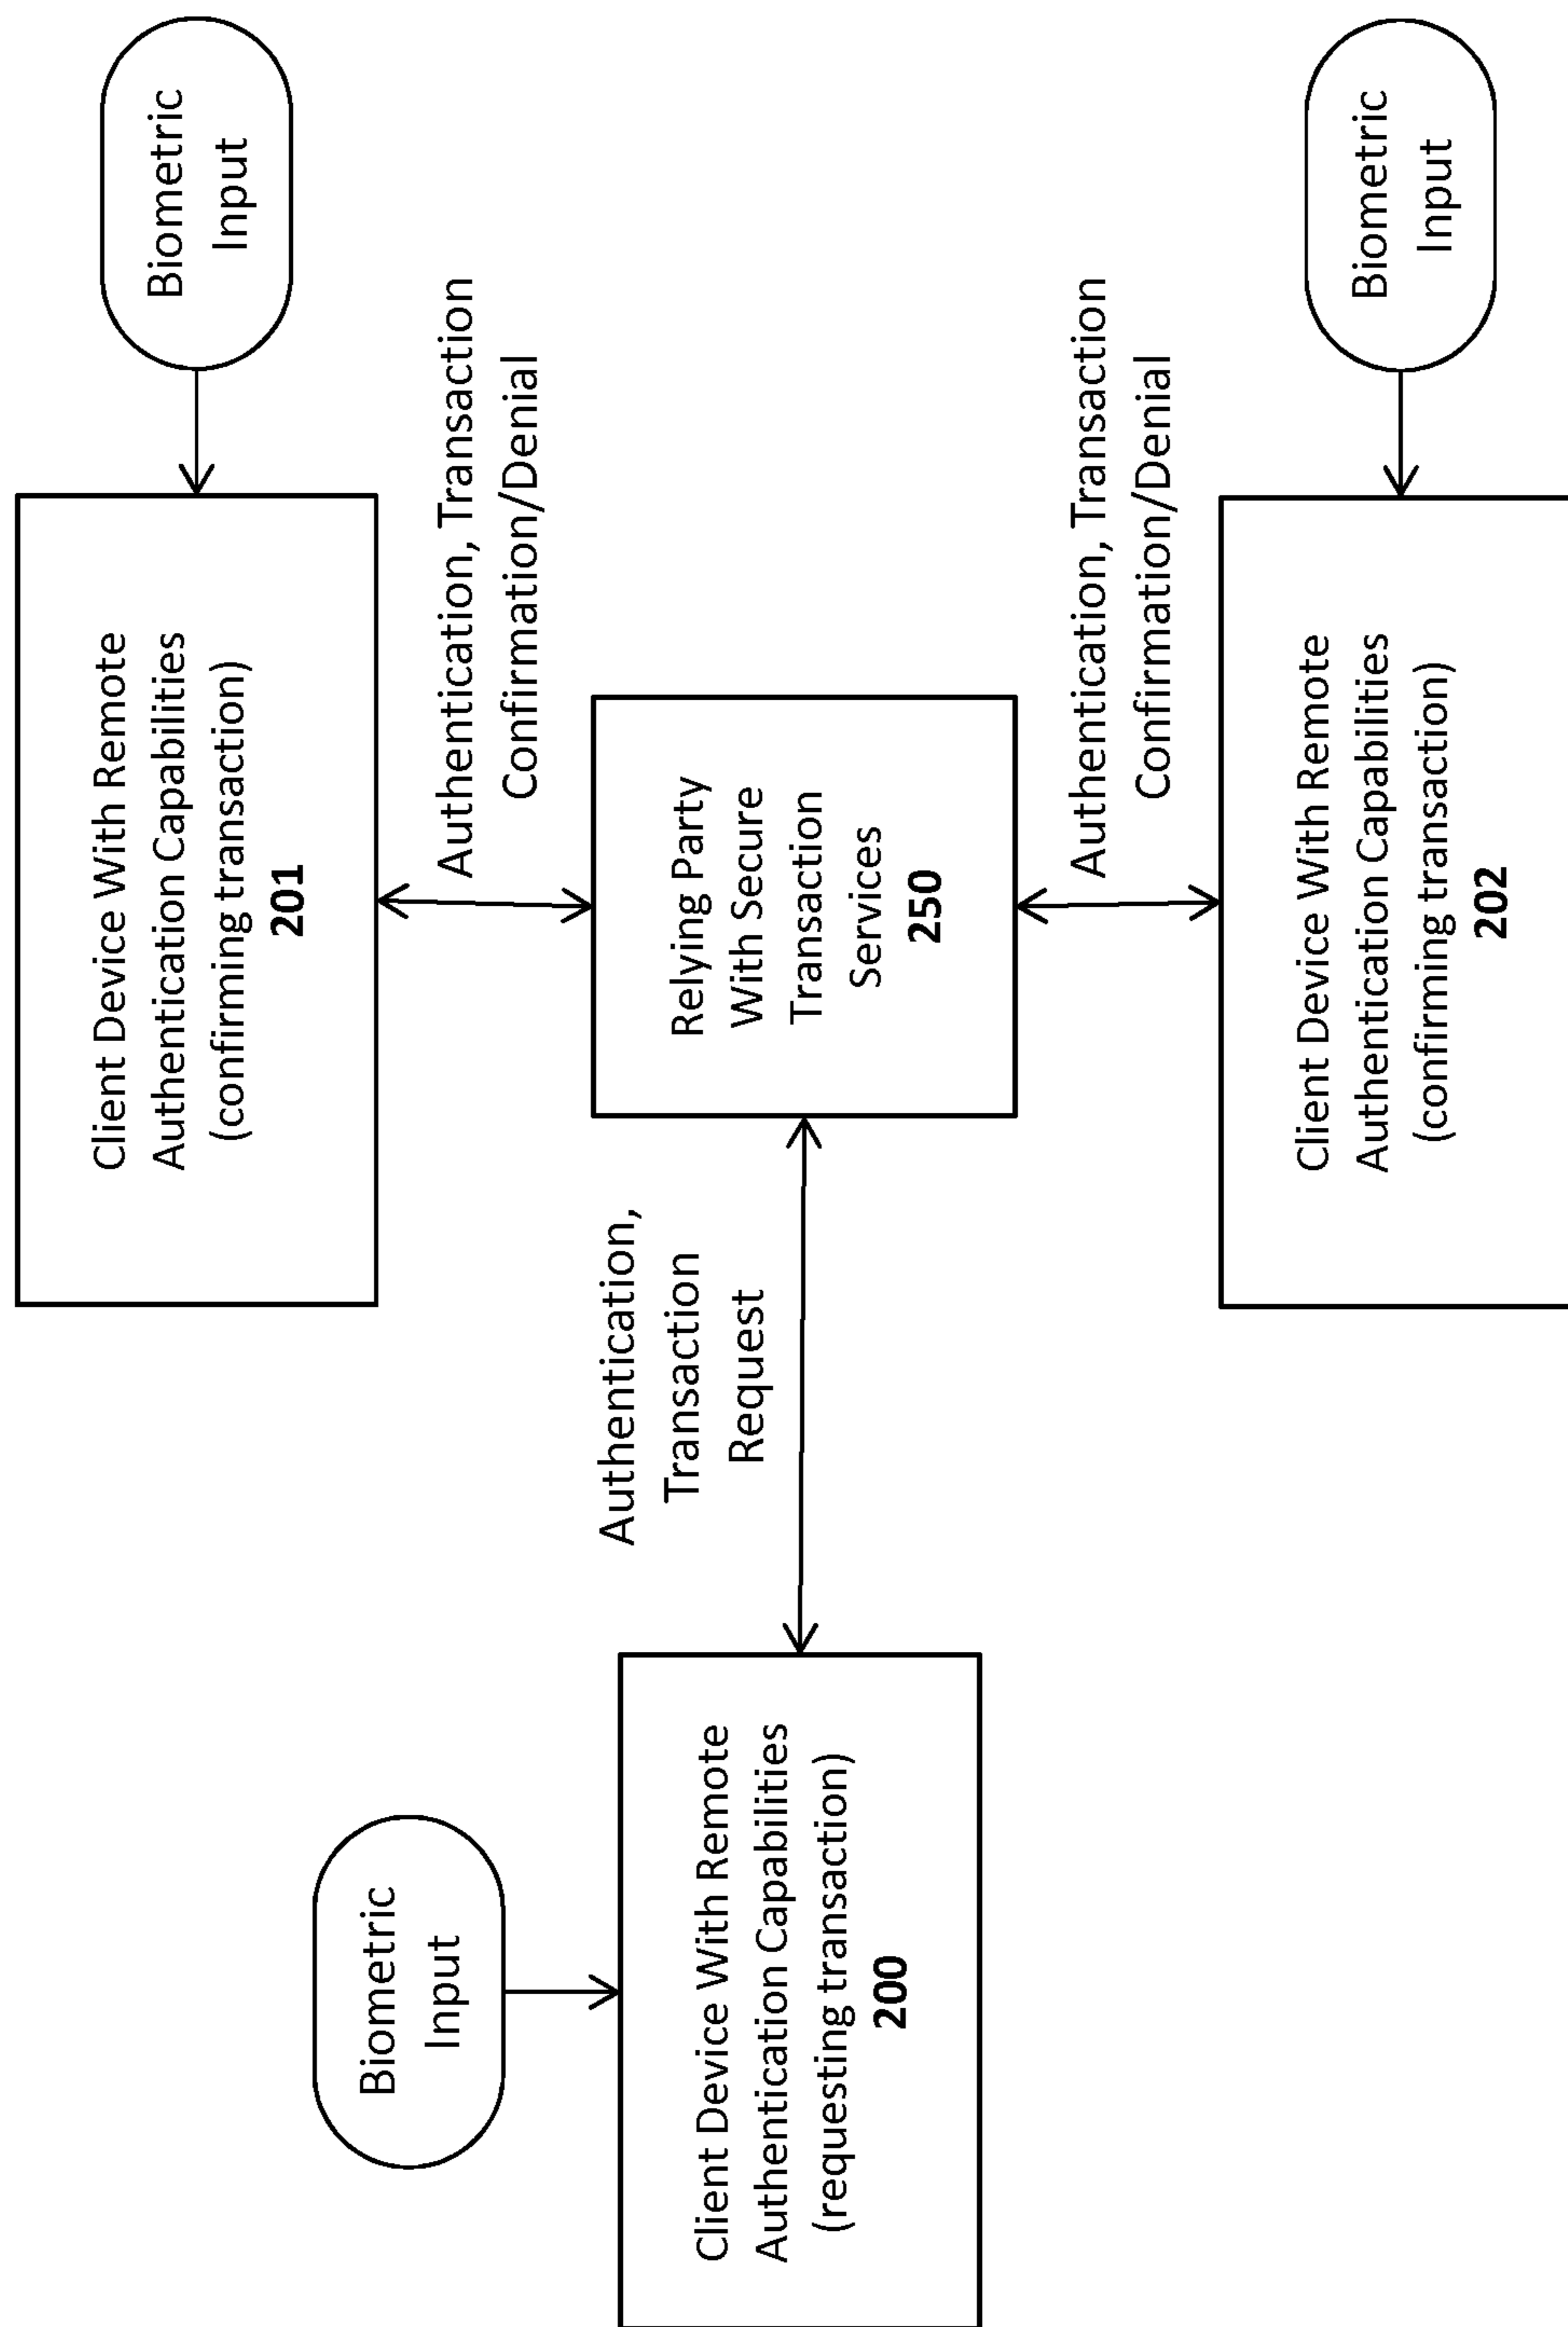 Biometric
Input
Client Device With Remote
Authentication Capabilities
(requesting transaction)
200
Authentication,
Transaction
Request
Client Device With Remote
Authentication Capabilities
(confirming transaction)
201
Biometric
Input
Authentication, Transaction
Confirmation/Denial
Relying Party
With Secure
Transaction
Services
250
Authentication, Transaction
Confirmation/Denial
Client Device With Remote
Authentication Capabilities
(confirming transaction)
202
Biometric
Input